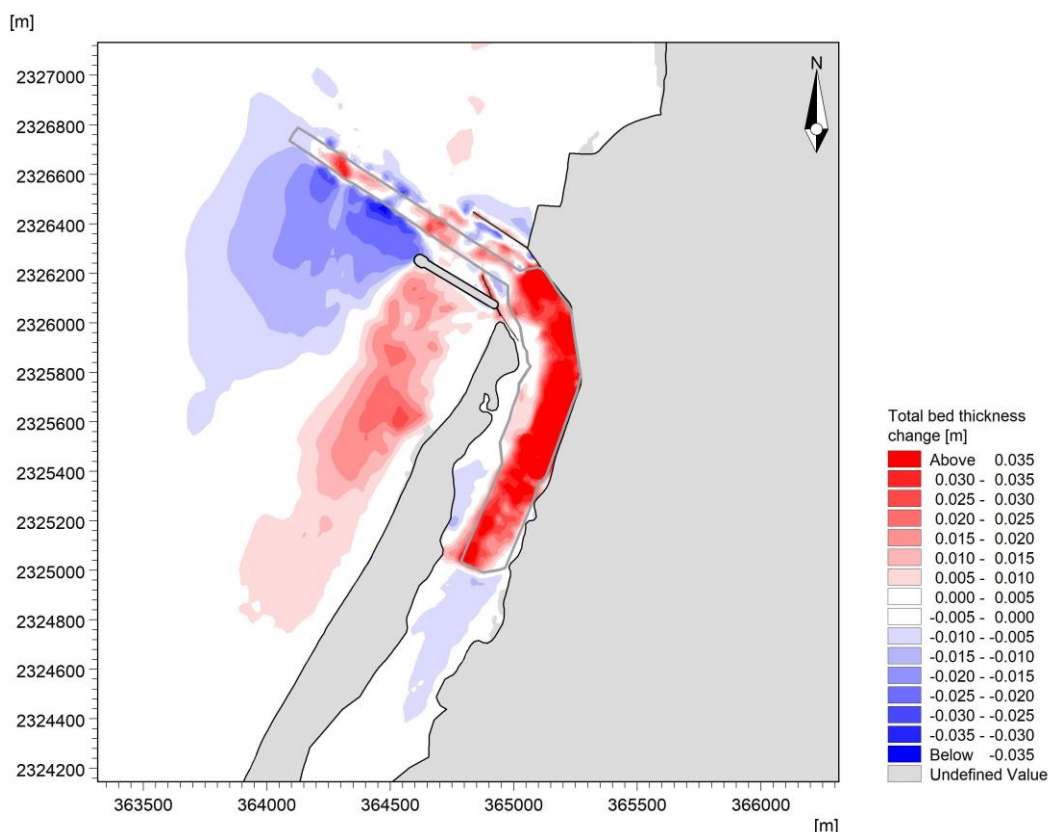 [m]
N
2327000
2326800
2326600
2326400
2326200
2326000
2325800
2325600
2325400
2325200
2325000
2324800
2324600
2324400
2324200
363500 364000 364500 365000 365500 366000
[m]
Total bed thickness
change [m]
Above 0.035
0.030 - 0.035
0.025 - 0.030
0.020 - 0.025
0.015 - 0.020
0.010 - 0.015
0.005 - 0.010
0.000 - 0.005
-0.005 - 0.000
-0.010 - -0.005
-0.015 - -0.010
-0.020 - -0.015
-0.025 - -0.020
-0.030 - -0.025
-0.035 - -0.030
Below -0.035
Undefined Value